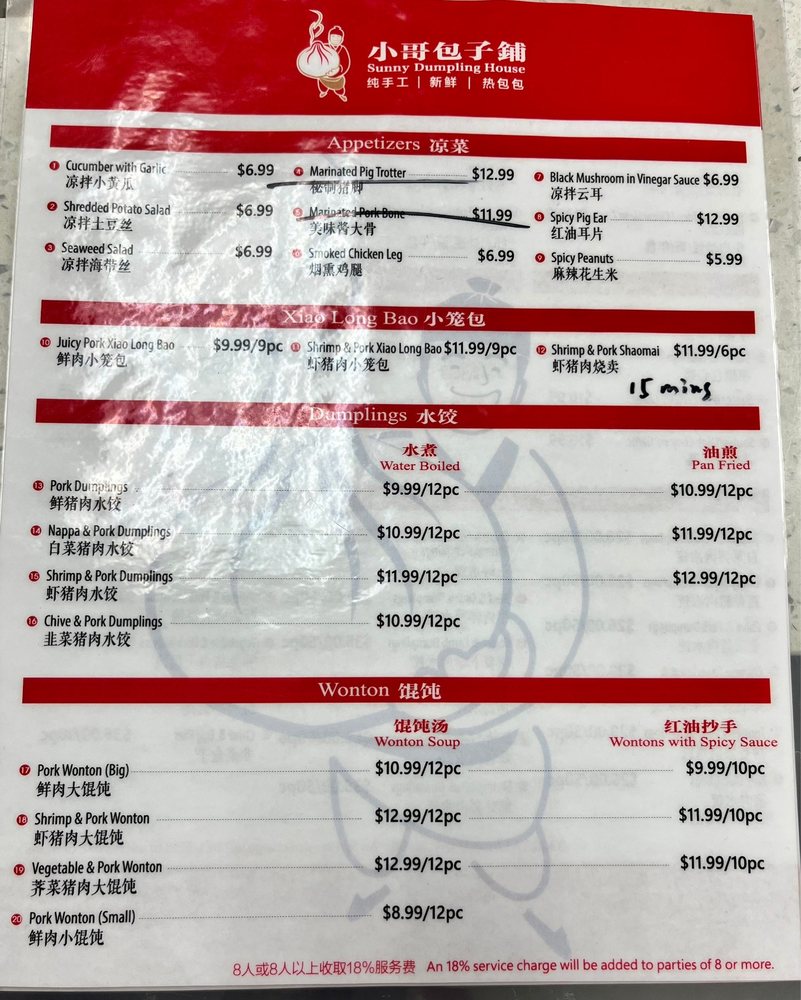 小哥包子鋪
Sunny Dumpling House
纯手工 | 新鲜 | 热包包
Appetizers 凉菜
1 Cucumber with Garlic $6.99
凉拌小黄瓜
2 Shredded Potato Salad $6.99
凉拌土豆丝
3 Seaweed Salad $6.99
凉拌海带丝
4 Marinated Pig Trotter $12.99
秘制猪脚
5 Marinated Pork Bone $11.99
美味酱大骨
Smoked Chicken Leg $6.99
烟熏鸡腿
7 Black Mushroom in Vinegar Sauce $6.99
凉拌云耳
8 Spicy Pig Ear $12.99
红油耳片
9 Spicy Peanuts $5.99
麻辣花生米
Xiao Long Bao 小笼包
10 Juicy Pork Xiao Long Bao $9.99/9pc
鲜肉小笼包
11 Shrimp & Pork Xiao Long Bao $11.99/9pc
虾猪肉小笼包
12 Shrimp & Pork Shaomai $11.99/6pc
虾猪肉烧卖
15 mins
Dumplings 水饺
水煮 油煎
Water Boiled Pan Fried
13 Pork Dumplings $9.99/12pc $10.99/12pc
鲜猪肉水饺
14 Nappa & Pork Dumplings $10.99/12pc $11.99/12pc
白菜猪肉水饺
15 Shrimp & Pork Dumplings $11.99/12pc $12.99/12pc
虾猪肉水饺
16 Chive & Pork Dumplings $10.99/12pc
韭菜猪肉水饺
Wonton 馄饨
馄饨汤 红油抄手
Wonton Soup Wontons with Spicy Sauce
17 Pork Wonton (Big) $10.99/12pc $9.99/10pc
鲜肉大馄饨
18 Shrimp & Pork Wonton $12.99/12pc $11.99/10pc
虾猪肉大馄饨
19 Vegetable & Pork Wonton $12.99/12pc $11.99/10pc
荠菜猪肉大馄饨
20 Pork Wonton (Small) $8.99/12pc
鲜肉小馄饨
8人或8人以上收取18%服务费 An 18% service charge will be added to parties of 8 or more.